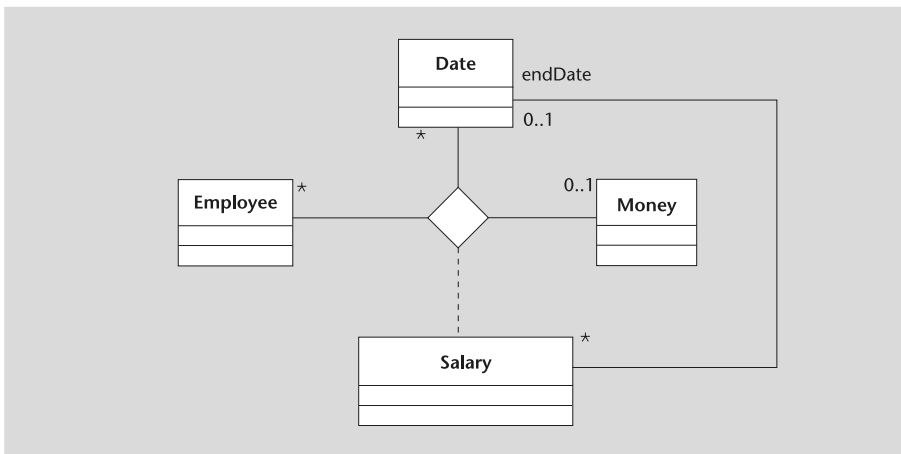 Date
endDate
0..1
*
Employee
*
0..1
Money
Salary
*